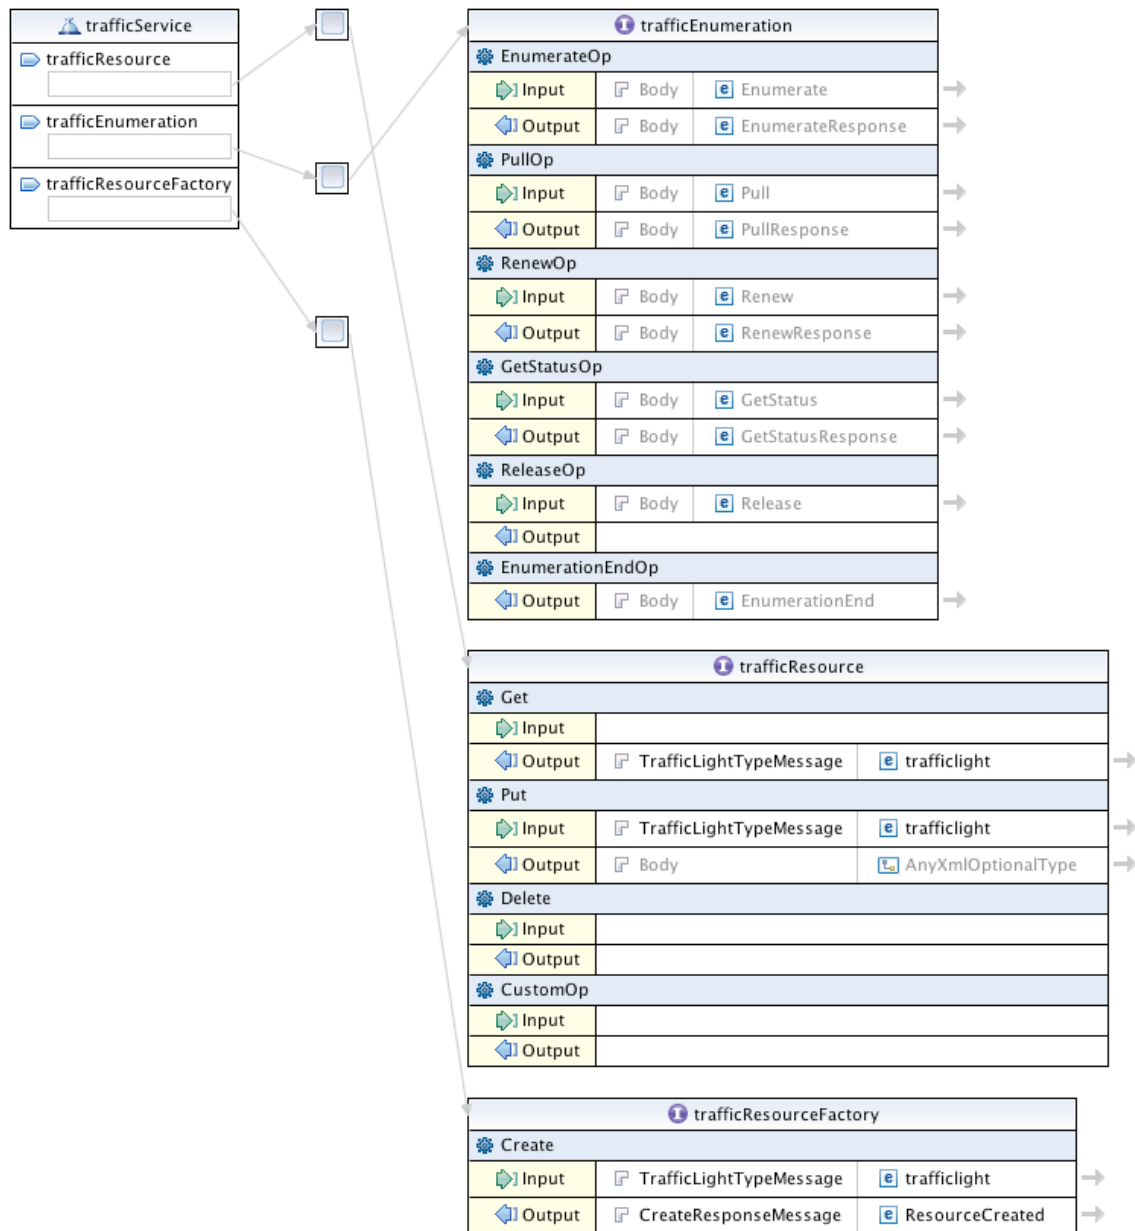 trafficService
trafficResource
trafficEnumeration
trafficResourceFactory
trafficEnumeration
EnumerateOp
Input Body e Enumerate
Output Body e EnumerateResponse
PullOp
Input Body e Pull
Output Body e PullResponse
RenewOp
Input Body e Renew
Output Body e RenewResponse
GetStatusOp
Input Body e GetStatus
Output Body e GetStatusResponse
ReleaseOp
Input Body e Release
Output
EnumerationEndOp
Output Body e EnumerationEnd
trafficResource
Get
Input
Output TrafficLightTypeMessage e trafficlight
Put
Input TrafficLightTypeMessage e trafficlight
Output Body AnyXmlOptionalType
Delete
Input
Output
CustomOp
Input
Output
trafficResourceFactory
Create
Input TrafficLightTypeMessage e trafficlight
Output CreateResponseMessage e ResourceCreated